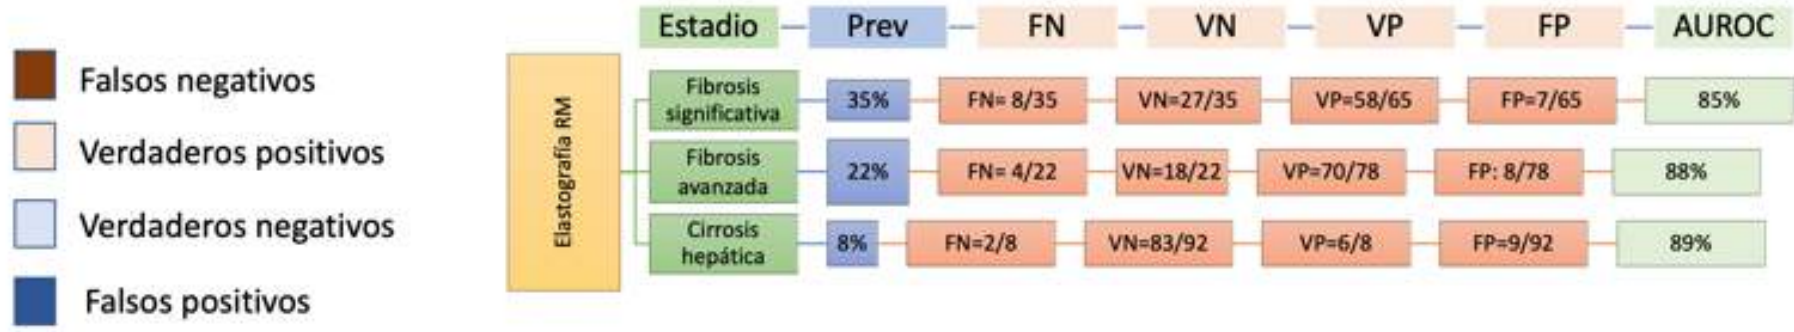 Falsos negativos
Verdaderos positivos
Verdaderos negativos
Falsos positivos
Estadio Prev FN VN VP FP AUROC
Elastografía RM
Fibrosis
significativa
35% FN= 8/35 VN=27/35 VP=58/65 FP=7/65 85%
Fibrosis
avanzada
22% FN= 4/22 VN=18/22 VP=70/78 FP: 8/78 88%
Cirrosis
hepática
8% FN=2/8 VN=83/92 VP=6/8 FP=9/92 89%